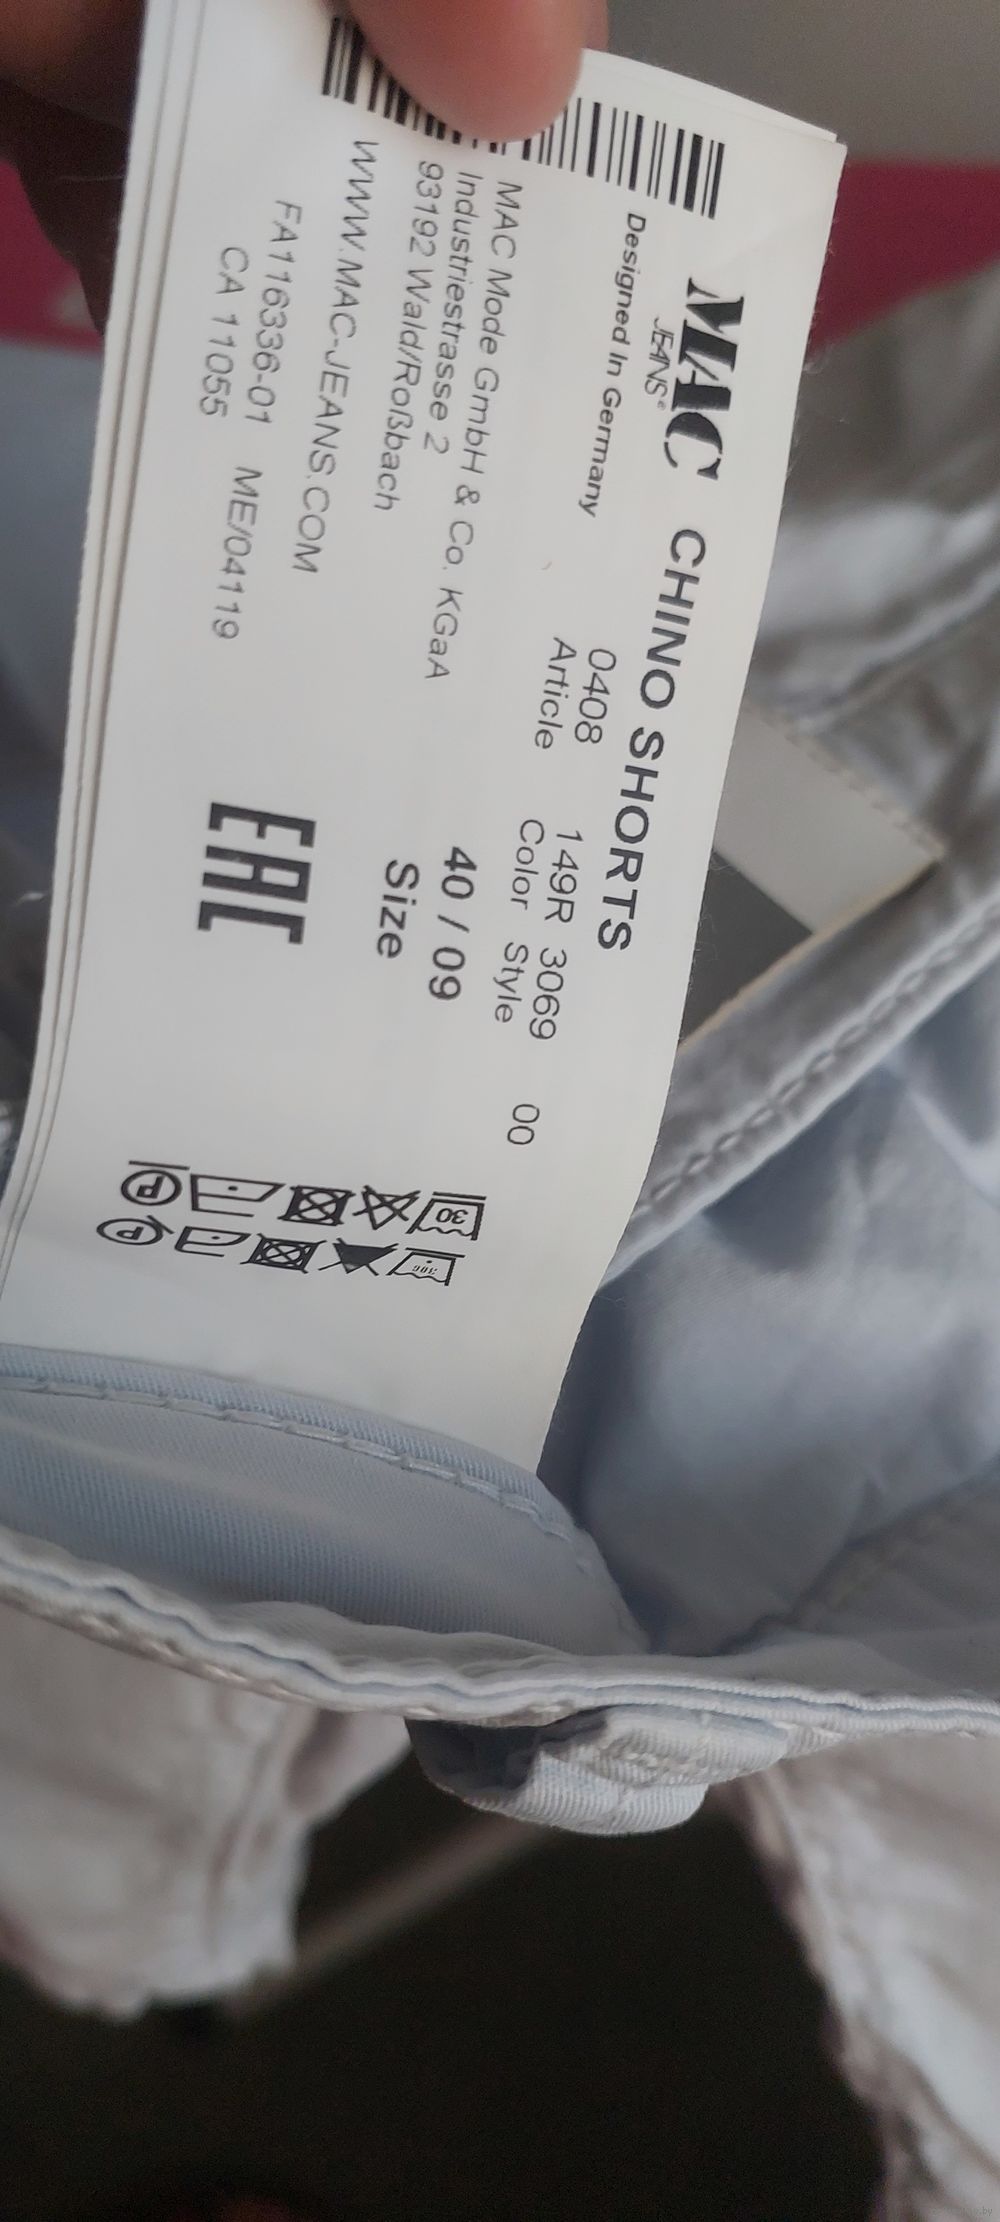 MAC CHINO SHORTS
JEANS®
Designed In Germany
0408 149R 3069 00
Article Color Style
MAC Mode GmbH & Co. KGaA
Industriestrasse 2
93192 Wald/Roßbach
40 / 09
Size
WWW.MAC-JEANS.COM
FA116336-01 ME/04119
CA 11055
EAC
30
P
P